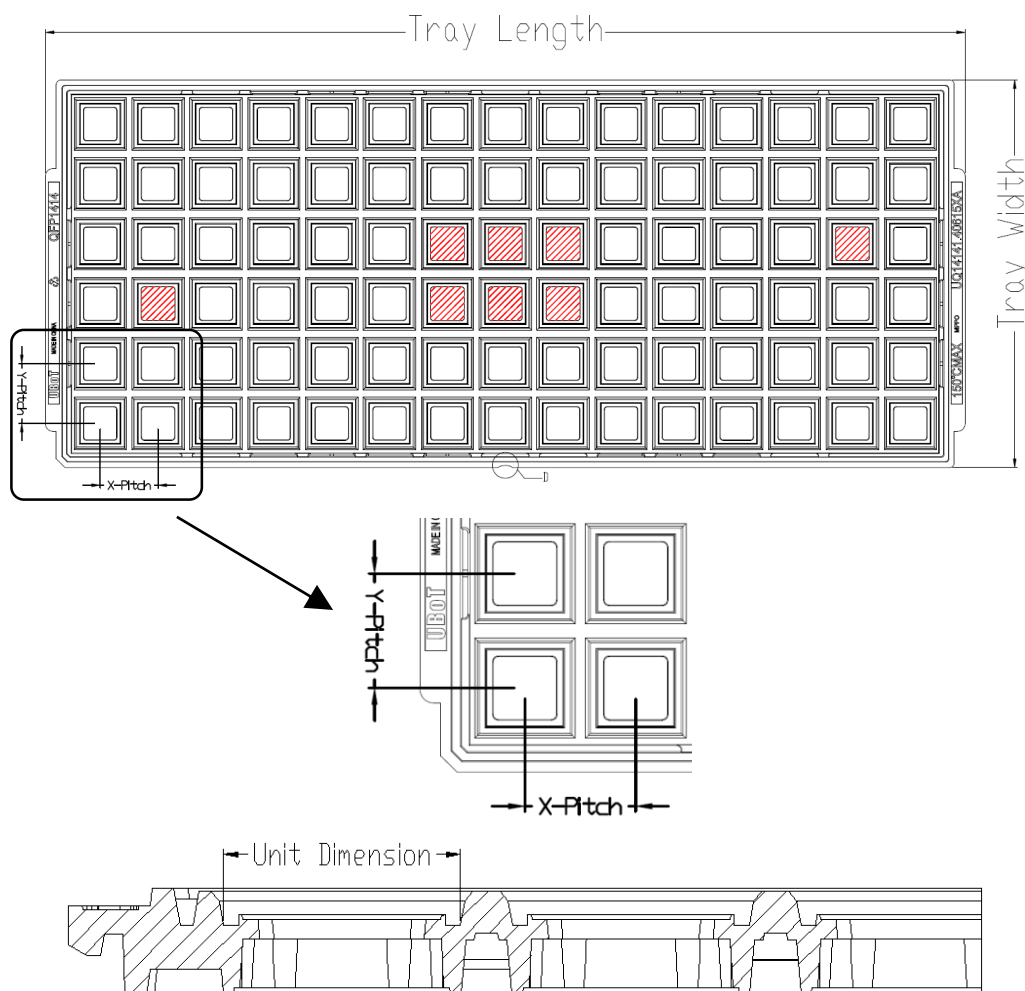 Tray Length
QFP1414
MADE IN CHINA
UBOT
Y-Pitch
X-Pitch
D
UQ14141.40615XA
MPPO
150°CMAX
Tray Width
MADE IN C
UBOT
Y-Pitch
X-Pitch
Unit Dimension